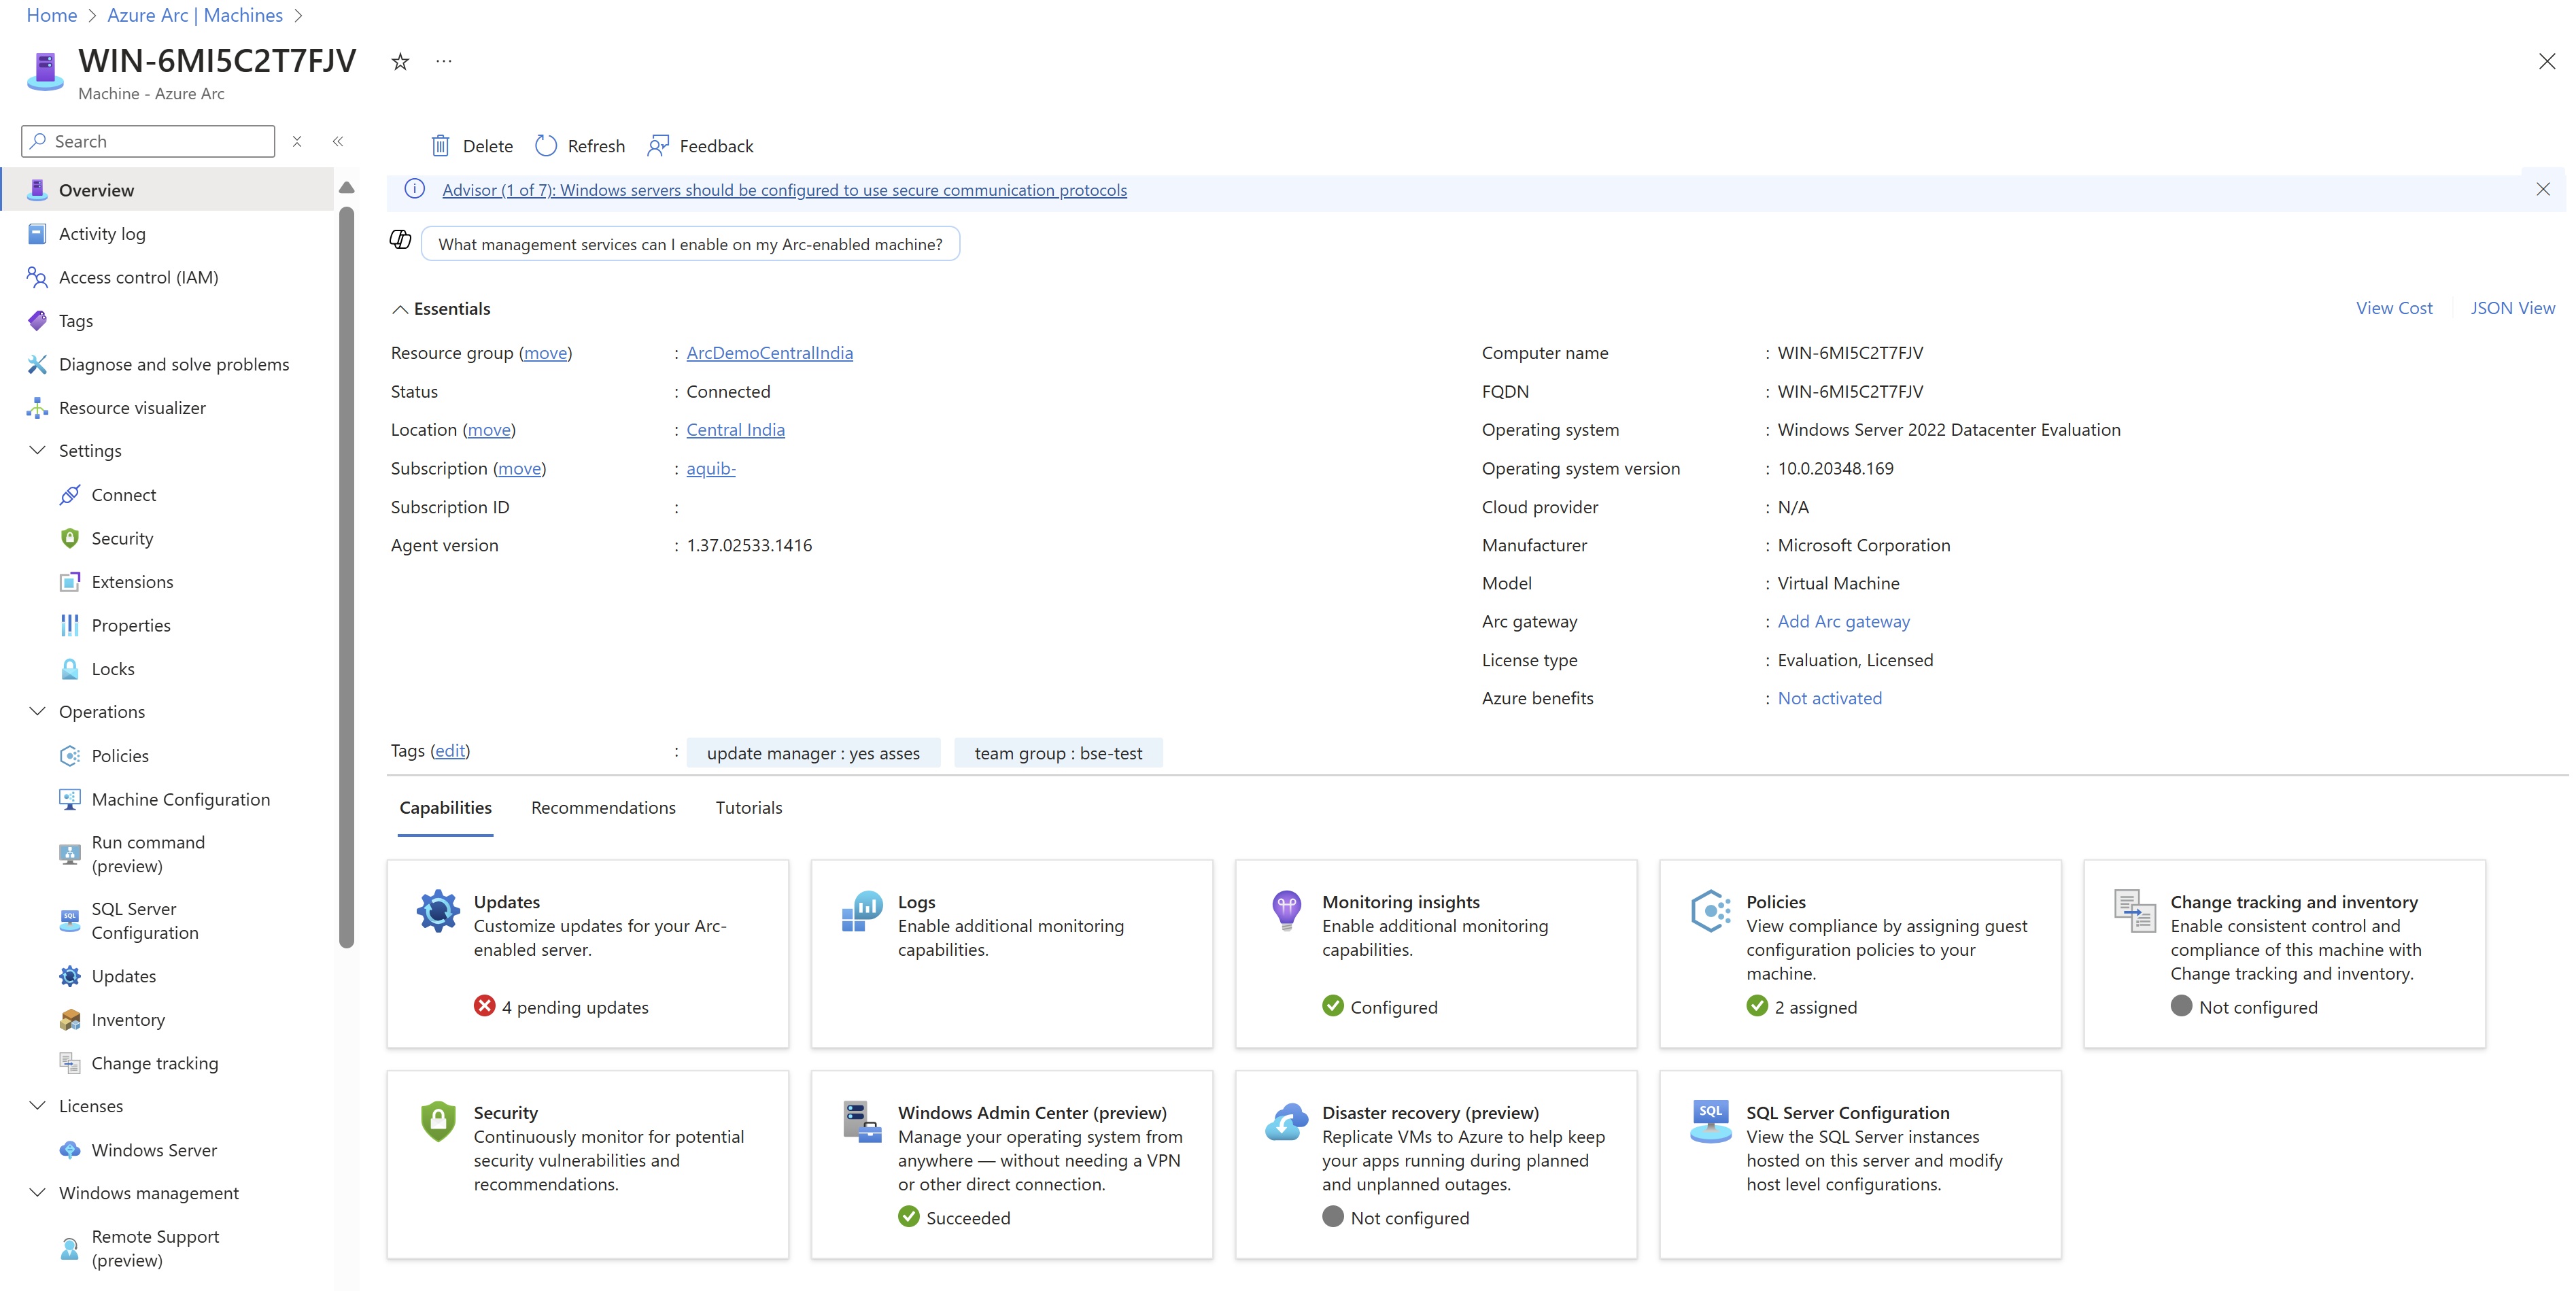 Home > Azure Arc | Machines >
WIN-6MI5C2T7FJV
Machine - Azure Arc
Search
Overview
Activity log
Access control (IAM)
Tags
Diagnose and solve problems
Resource visualizer
Settings
Connect
Security
Extensions
Properties
Locks
Operations
Policies
Machine Configuration
Run command
(preview)
SQL Server
Configuration
Updates
Inventory
Change tracking
Licenses
Windows Server
Windows management
Remote Support
(preview)
Delete Refresh Feedback
Advisor (1 of 7): Windows servers should be configured to use secure communication protocols
What management services can I enable on my Arc-enabled machine?
Essentials
View Cost JSON View
Resource group (move) : ArcDemoCentralIndia
Status : Connected
Location (move) : Central India
Subscription (move) : aquib-
Subscription ID :
Agent version : 1.37.02533.1416
Computer name : WIN-6MI5C2T7FJV
FQDN : WIN-6MI5C2T7FJV
Operating system : Windows Server 2022 Datacenter Evaluation
Operating system version : 10.0.20348.169
Cloud provider : N/A
Manufacturer : Microsoft Corporation
Model : Virtual Machine
Arc gateway : Add Arc gateway
License type : Evaluation, Licensed
Azure benefits : Not activated
Tags (edit) : update manager : yes asses team group : bse-test
Capabilities Recommendations Tutorials
Updates
Customize updates for your Arc-
enabled server.
4 pending updates
Logs
Enable additional monitoring
capabilities.
Monitoring insights
Enable additional monitoring
capabilities.
Configured
Policies
View compliance by assigning guest
configuration policies to your
machine.
2 assigned
Change tracking and inventory
Enable consistent control and
compliance of this machine with
Change tracking and inventory.
Not configured
Security
Continuously monitor for potential
security vulnerabilities and
recommendations.
Windows Admin Center (preview)
Manage your operating system from
anywhere — without needing a VPN
or other direct connection.
Succeeded
Disaster recovery (preview)
Replicate VMs to Azure to help keep
your apps running during planned
and unplanned outages.
Not configured
SQL
SQL Server Configuration
View the SQL Server instances
hosted on this server and modify
host level configurations.